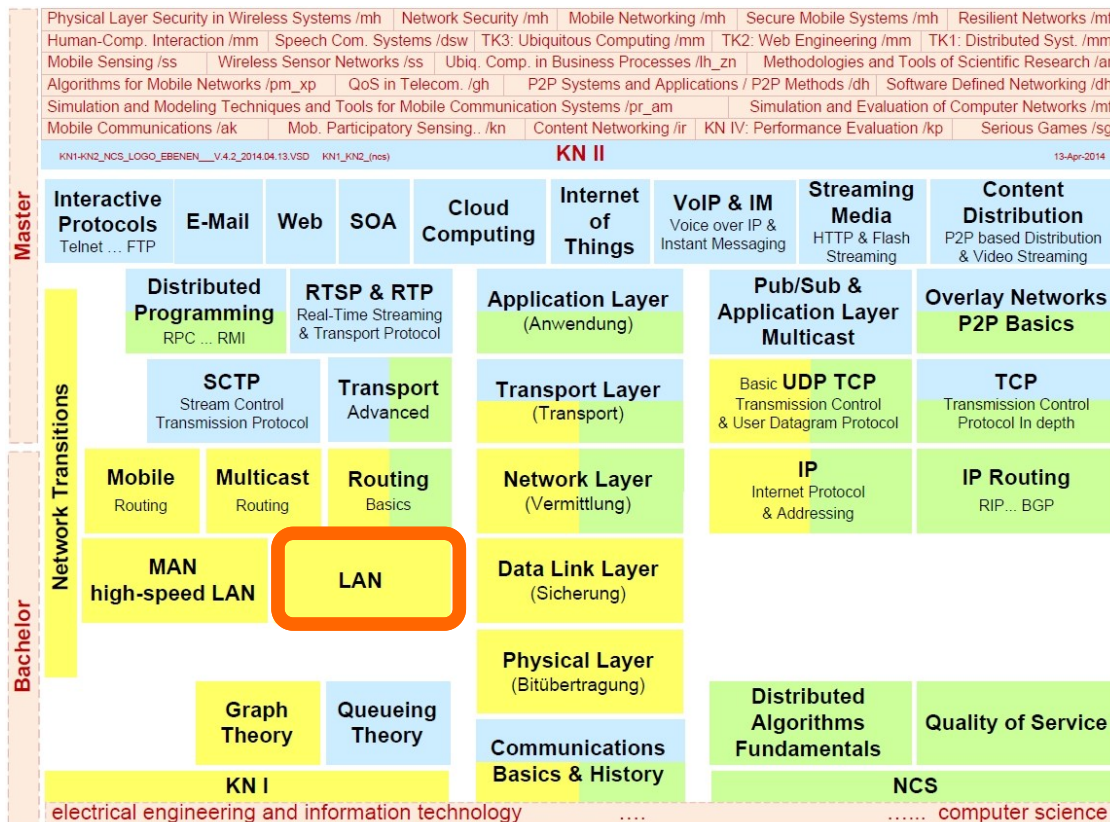 Physical Layer Security in Wireless Systems /mh Network Security /mh Mobile Networking /mh Secure Mobile Systems /mh Resilient Networks
Human-Comp. Interaction /mm Speech Com. Systems /dsw TK3: Ubiquitous Computing /mm TK2: Web Engineering /mm TK1: Distributed Syst. /mm
Mobile Sensing /ss Wireless Sensor Networks /ss Ubiq. Comp. in Business Processes /lh_zn Methodologies and Tools of Scientific Research
Algorithms for Mobile Networks /pm_xp QoS in Telecom. /gh P2P Systems and Applications / P2P Methods /dh Software Defined Networking /dh
Simulation and Modeling Techniques and Tools for Mobile Communication Systems /pr_am Simulation and Evaluation of Computer Networks
Mobile Communications /ak Mob. Participatory Sensing.. /kn Content Networking /ir KN IV: Performance Evaluation /kp Serious Games /sg
KN1-KN2_NCS_LOGO_EBENEN___V.4.2_2014.04.13.VSD KN1_KN2_(ncs) KN II 13-Apr-2014
Master
Interactive
Protocols
Telnet ... FTP
E-Mail
Web
SOA
Cloud
Computing
Internet
of
Things
VoIP & IM
Voice over IP &
Instant Messaging
Streaming
Media
HTTP & Flash
Streaming
Content
Distribution
P2P based Distribution
& Video Streaming
Network Transitions
Distributed
Programming
RPC ... RMI
RTSP & RTP
Real-Time Streaming
& Transport Protocol
Application Layer
(Anwendung)
Pub/Sub &
Application Layer
Multicast
Overlay Networks
P2P Basics
SCTP
Stream Control
Transmission Protocol
Transport
Advanced
Transport Layer
(Transport)
Basic UDP TCP
Transmission Control
& User Datagram Protocol
TCP
Transmission Control
Protocol In depth
Bachelor
Mobile
Routing
Multicast
Routing
Routing
Basics
Network Layer
(Vermittlung)
IP
Internet Protocol
& Addressing
IP Routing
RIP... BGP
MAN
high-speed LAN
LAN
Data Link Layer
(Sicherung)
Physical Layer
(Bitübertragung)
Graph
Theory
Queueing
Theory
Communications
Basics & History
Distributed
Algorithms
Fundamentals
Quality of Service
KN I
NCS
electrical engineering and information technology .... ...... computer science